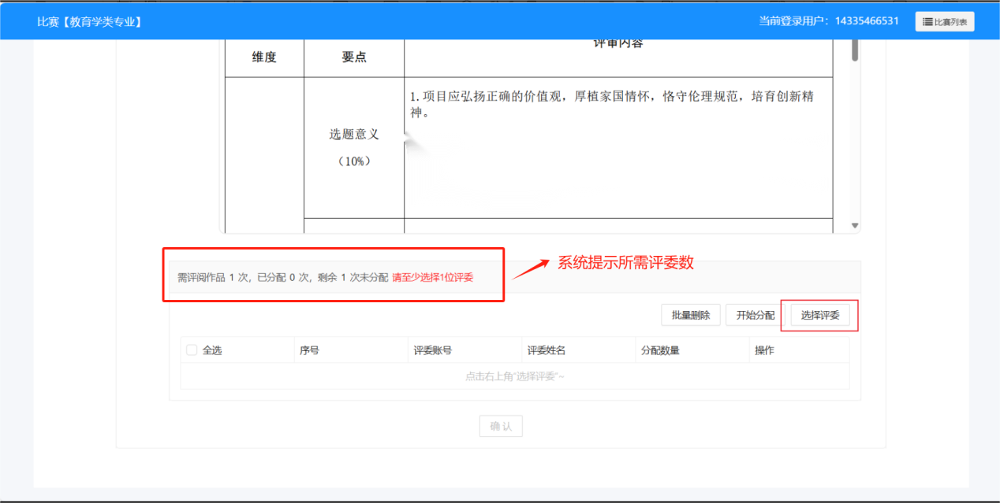 比赛【教育学类专业】
当前登录用户：14335466531
比赛列表
评审内容
维度
要点
1.项目应弘扬正确的价值观，厚植家国情怀，恪守伦理规范，培育创新精
神。
选题意义
（10%）
系统提示所需评委数
需评阅作品 1 次，已分配 0 次，剩余 1 次未分配 请至少选择1位评委
批量删除
开始分配
选择评委
全选
序号
评委账号
评委姓名
分配数量
操作
点击右上角"选择评委"~
确 认